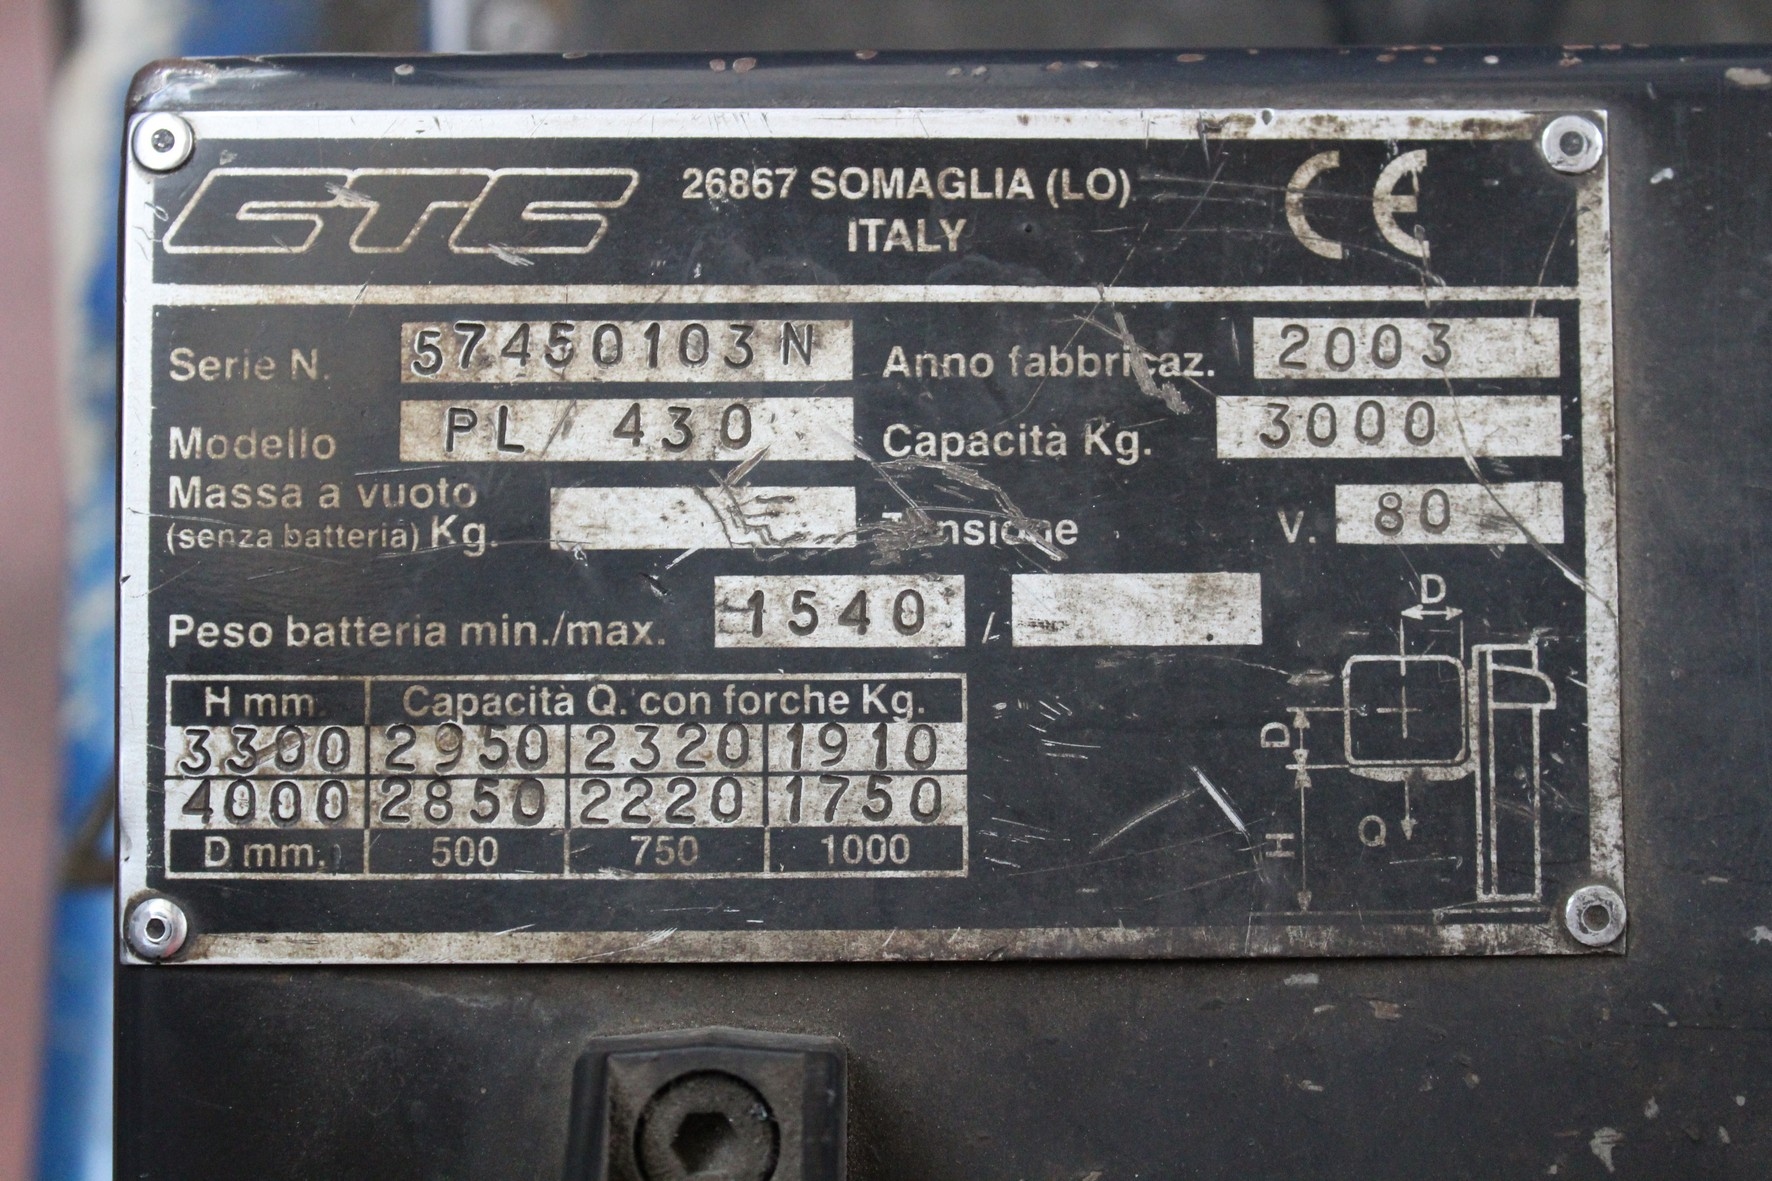 CTC 26867 SOMAGLIA (LO) CE
ITALY
Serie N. 57450103 N Anno fabbricaz. 2003
Modello PL / 430 Capacità Kg. 3000
Massa a vuoto
(senza batteria) Kg. Tensione V. 80
Peso batteria min./max. 1540 /
H mm. Capacità Q. con forche Kg.
3300 2950 2320 1910
4000 2850 2220 1750
D mm. 500 750 1000
D
D
H
Q